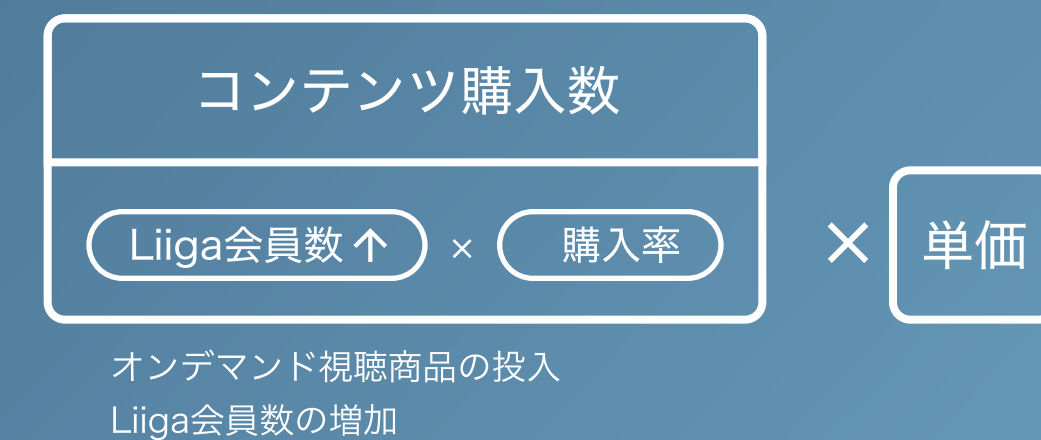 コンテンツ購入数
Liiga会員数↑ × 購入率
× 単価
オンデマンド視聴商品の投入
Liiga会員数の増加